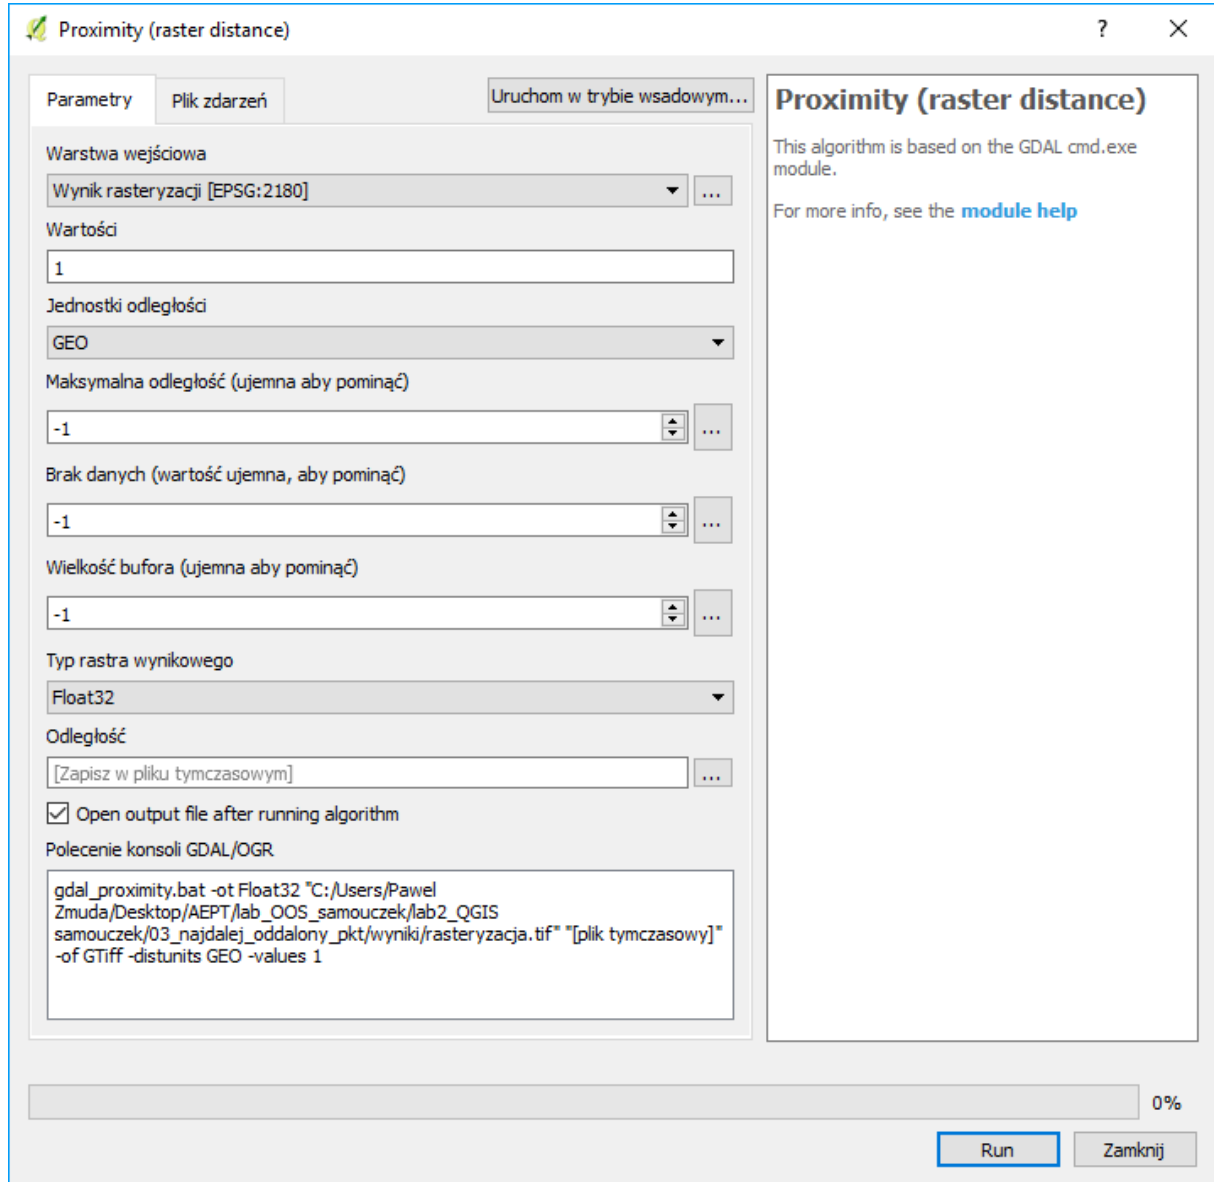 Proximity (raster distance)
?
Parametry
Plik zdarzeń
Uruchom w trybie wsadowym...
Warstwa wejściowa
Wynik rasteryzacji [EPSG:2180]
...
Wartości
1
Jednostki odległości
GEO
Maksymalna odległość (ujemna aby pominąć)
-1
...
Brak danych (wartość ujemna, aby pominąć)
-1
...
Wielkość bufora (ujemna aby pominąć)
-1
...
Typ rastra wynikowego
Float32
Odległość
[Zapisz w pliku tymczasowym]
...
Open output file after running algorithm
Polecenie konsoli GDAL/OGR
gdal_proximity.bat -ot Float32 "C:/Users/Pawel
Zmuda/Desktop/AEPT/lab_OOS_samouczek/lab2_QGIS
samouczek/03_najdalej_oddalony_pkt/wyniki/rasteryzacja.tif" "[plik tymczasowy]"
-of GTiff -distunits GEO -values 1
Proximity (raster distance)
This algorithm is based on the GDAL cmd.exe
module.
For more info, see the module help
0%
Run
Zamknij